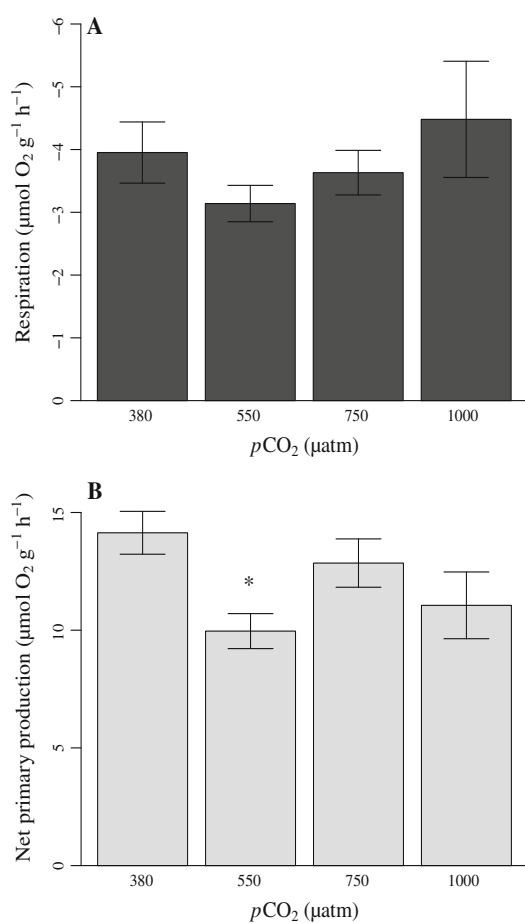 A
Respiration (µmol O₂ g⁻¹ h⁻¹)
-6
-5
-4
-3
-2
-1
0
380 550 750 1000
pCO₂ (µatm)
B
Net primary production (µmol O₂ g⁻¹ h⁻¹)
15
*
10
5
0
380 550 750 1000
pCO₂ (µatm)